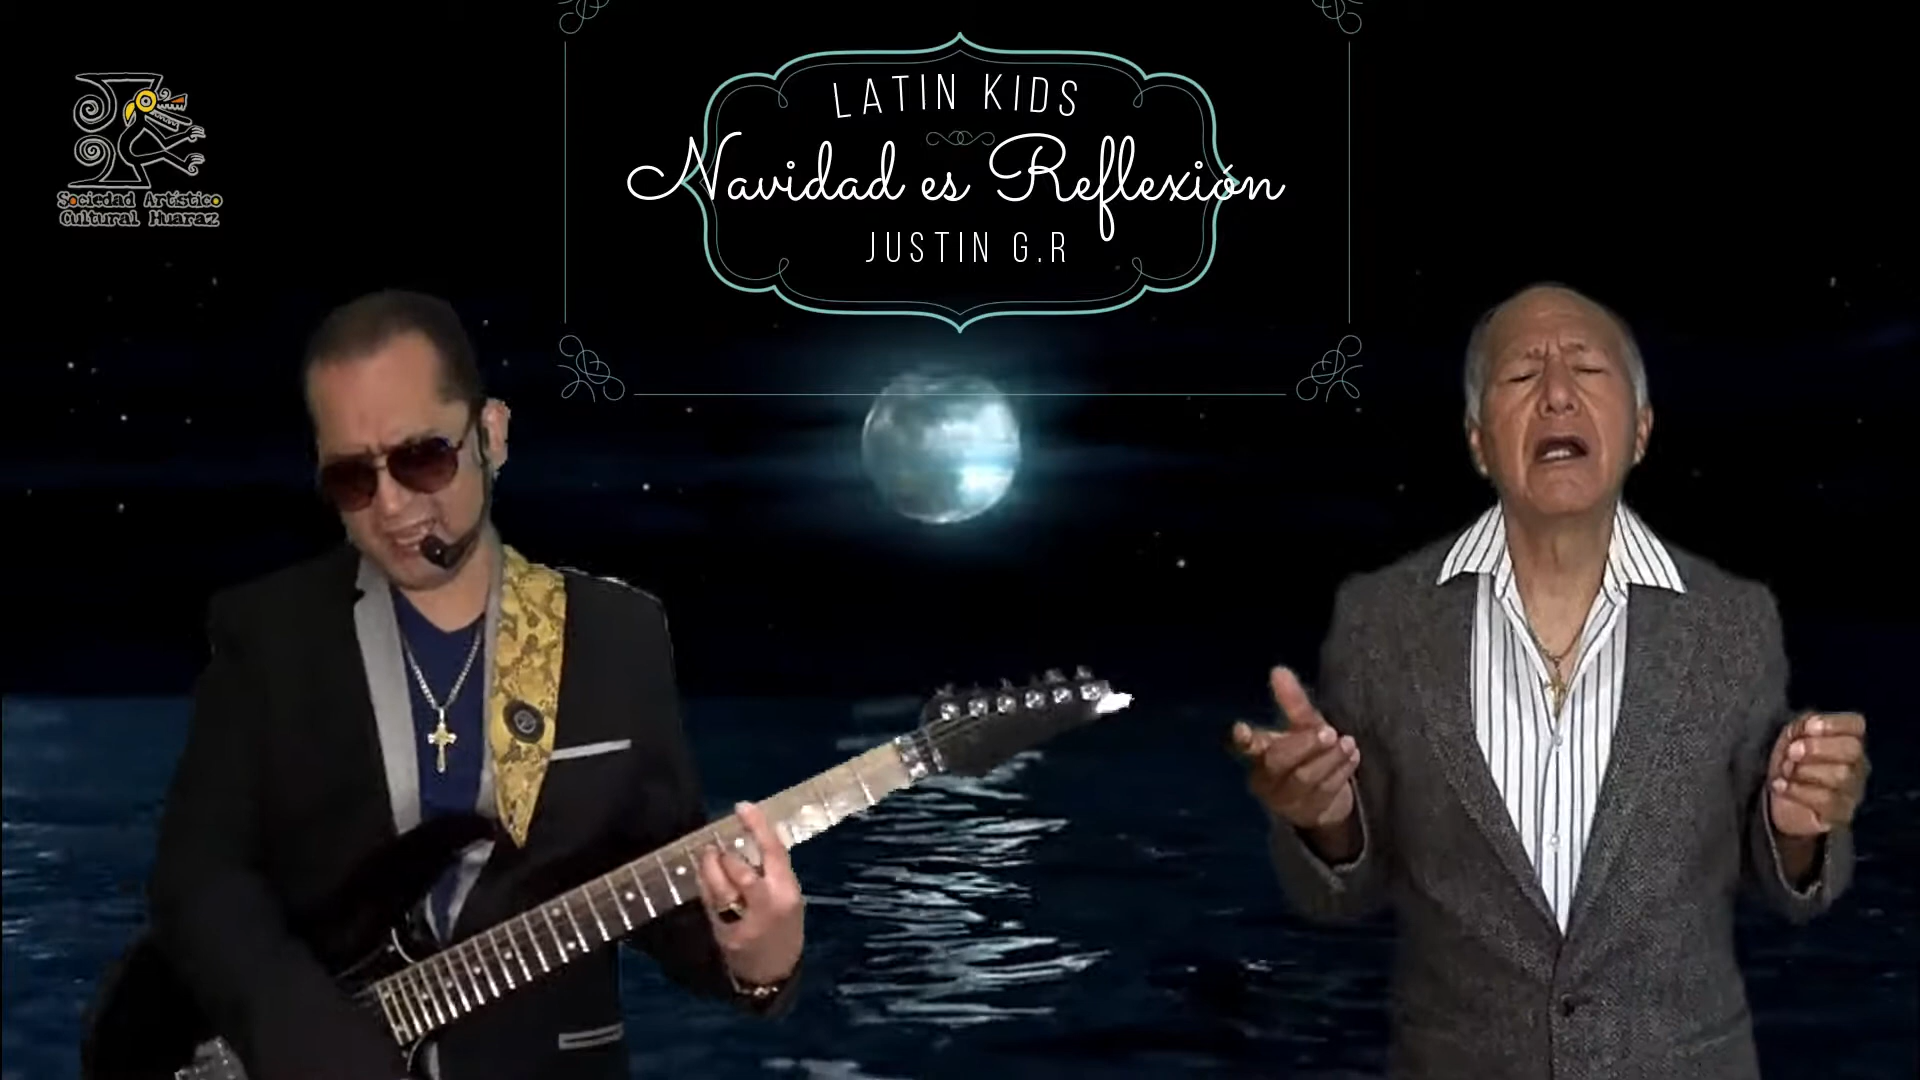 LATIN KIDS
Navidad es Reflexión
JUSTIN G.R
Sociedad Artístico
Cultural Huaraz